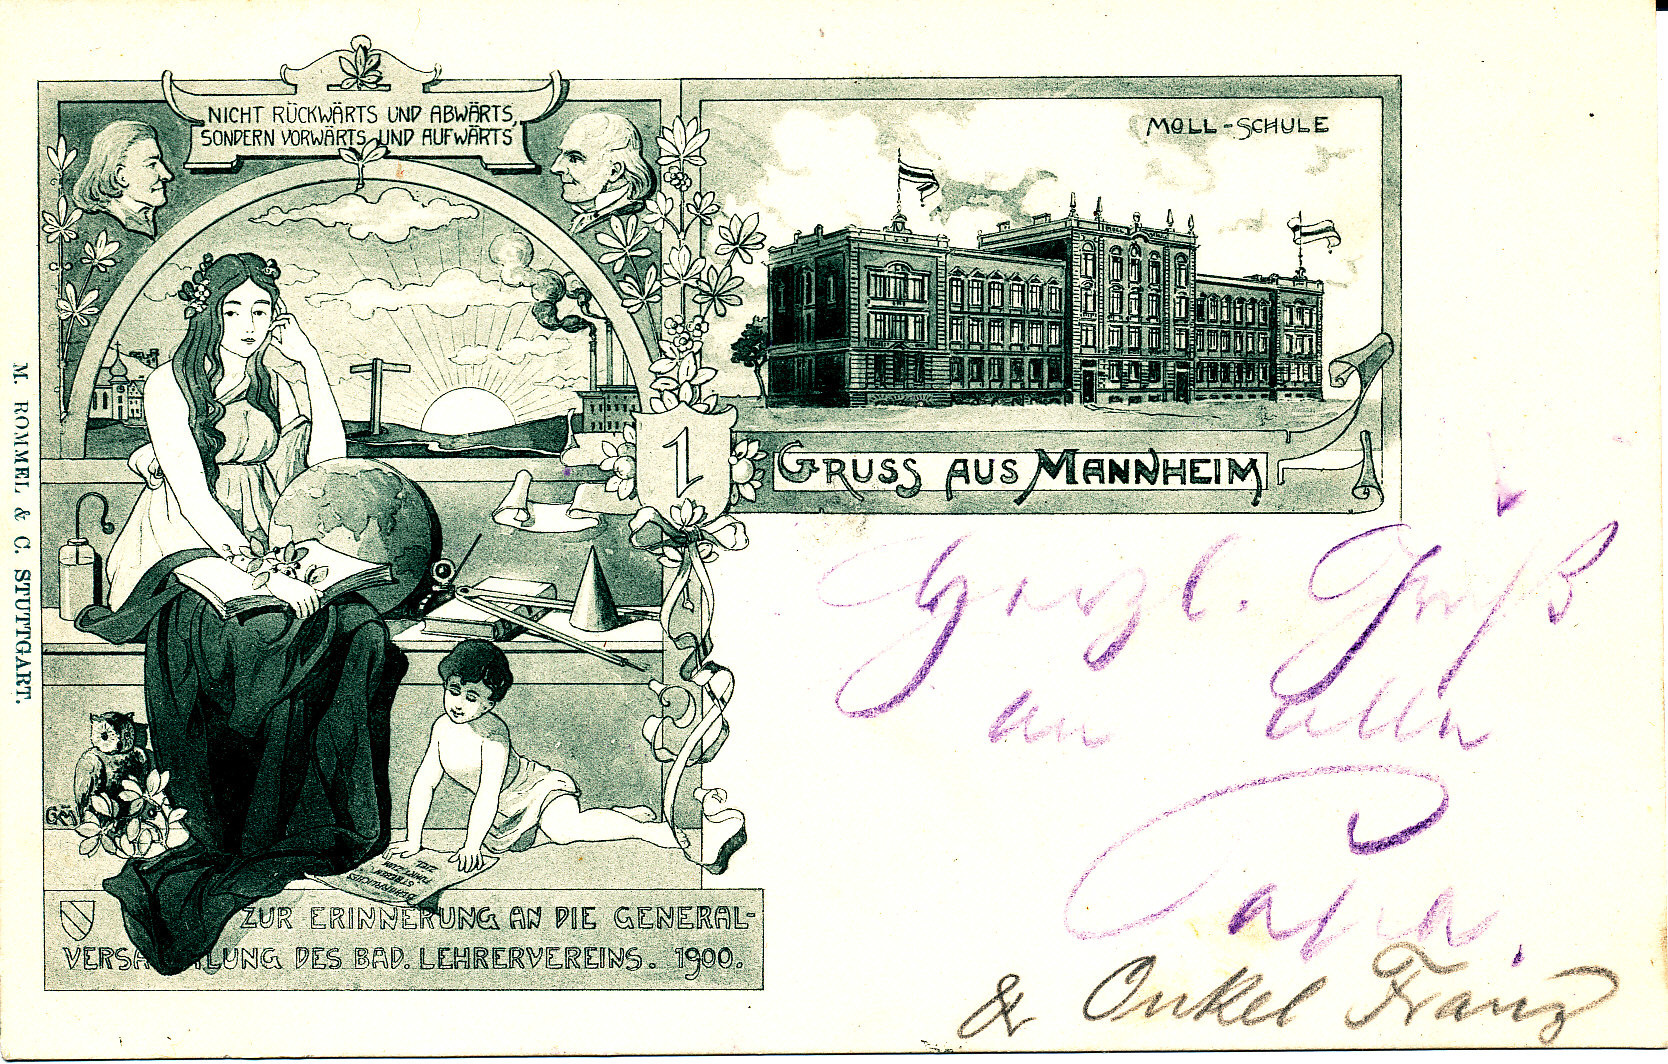 NICHT RÜCKWÄRTS UND ABWÄRTS,
SONDERN VORWÄRTS UND AUFWÄRTS
MOLL-SCHULE
1
GRUSS AUS MANNHEIM
M. ROMMEL & C. STUTTGART.
Herzl. Gruß
an alle
Papa.
& Onkel Franz
GM
ZUR ERINNERUNG AN DIE GENERAL-
VERSAMMLUNG DES BAD. LEHRERVEREINS. 1900.